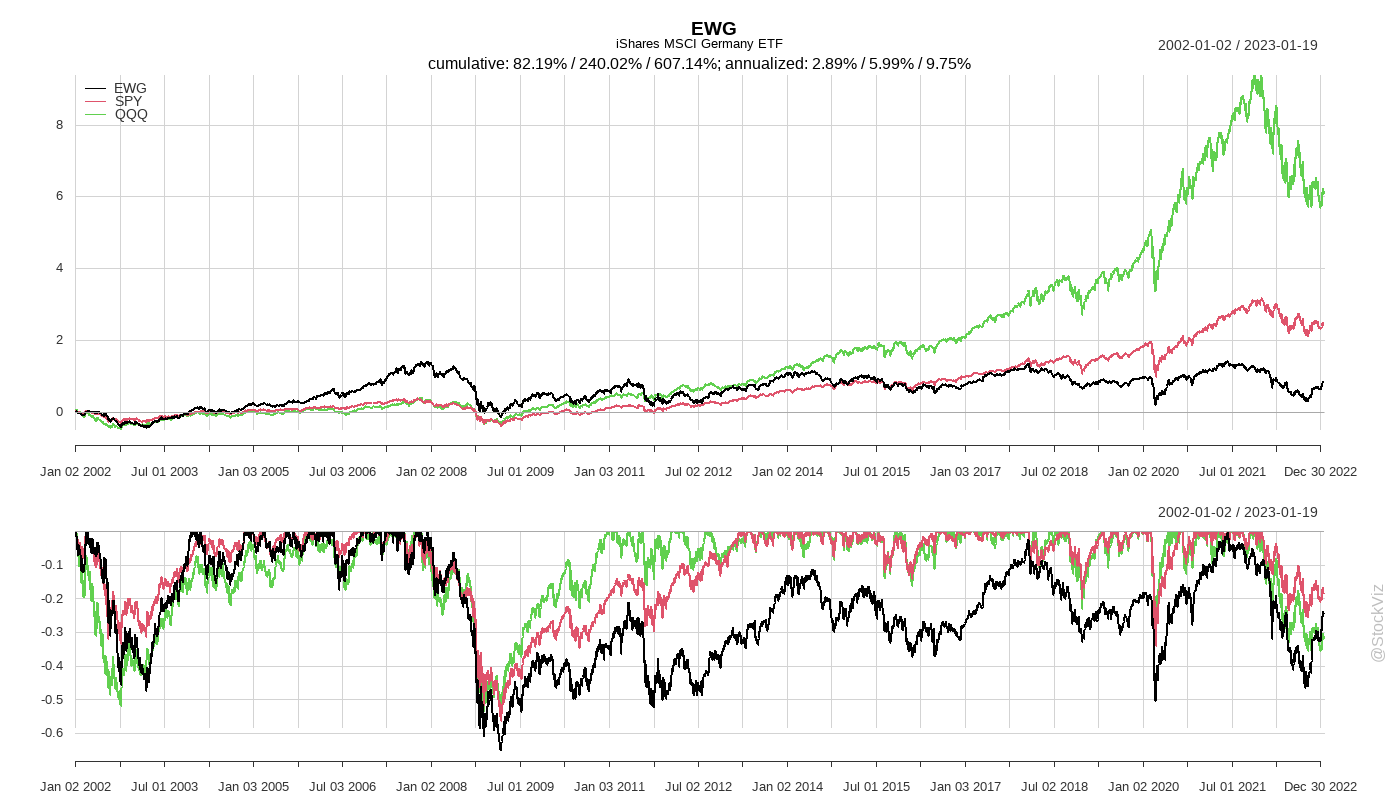 EWG
iShares MSCI Germany ETF
2002-01-02 / 2023-01-19
cumulative: 82.19% / 240.02% / 607.14%; annualized: 2.89% / 5.99% / 9.75%
EWG
SPY
QQQ
8
6
4
2
0
Jan 02 2002 Jul 01 2003 Jan 03 2005 Jul 03 2006 Jan 02 2008 Jul 01 2009 Jan 03 2011 Jul 02 2012 Jan 02 2014 Jul 01 2015 Jan 03 2017 Jul 02 2018 Jan 02 2020 Jul 01 2021 Dec 30 2022
2002-01-02 / 2023-01-19
-0.1
-0.2
-0.3
-0.4
-0.5
-0.6
Jan 02 2002 Jul 01 2003 Jan 03 2005 Jul 03 2006 Jan 02 2008 Jul 01 2009 Jan 03 2011 Jul 02 2012 Jan 02 2014 Jul 01 2015 Jan 03 2017 Jul 02 2018 Jan 02 2020 Jul 01 2021 Dec 30 2022
@StockViz